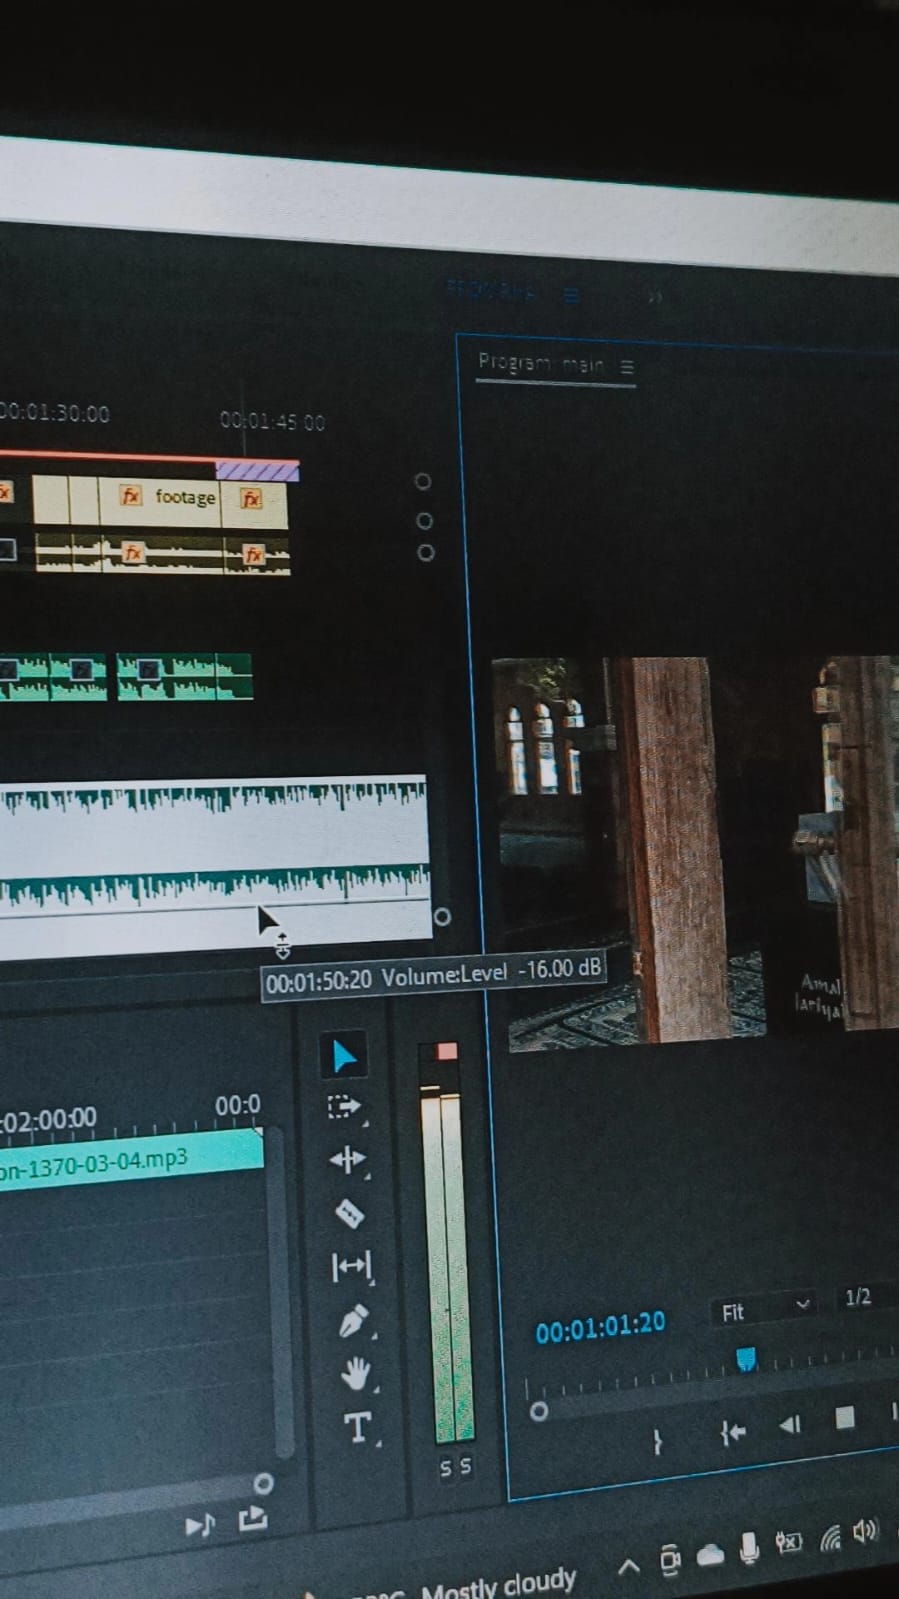 Program: main
00:01:30:00
00:01:45:00
fx
fx footage fx
fx fx
00:01:50:20 Volume:Level -16.00 dB
:02:00:00
00:0
on-1370-03-04.mp3
T
S S
00:01:01:20
Fit
1/2
Mostly cloudy